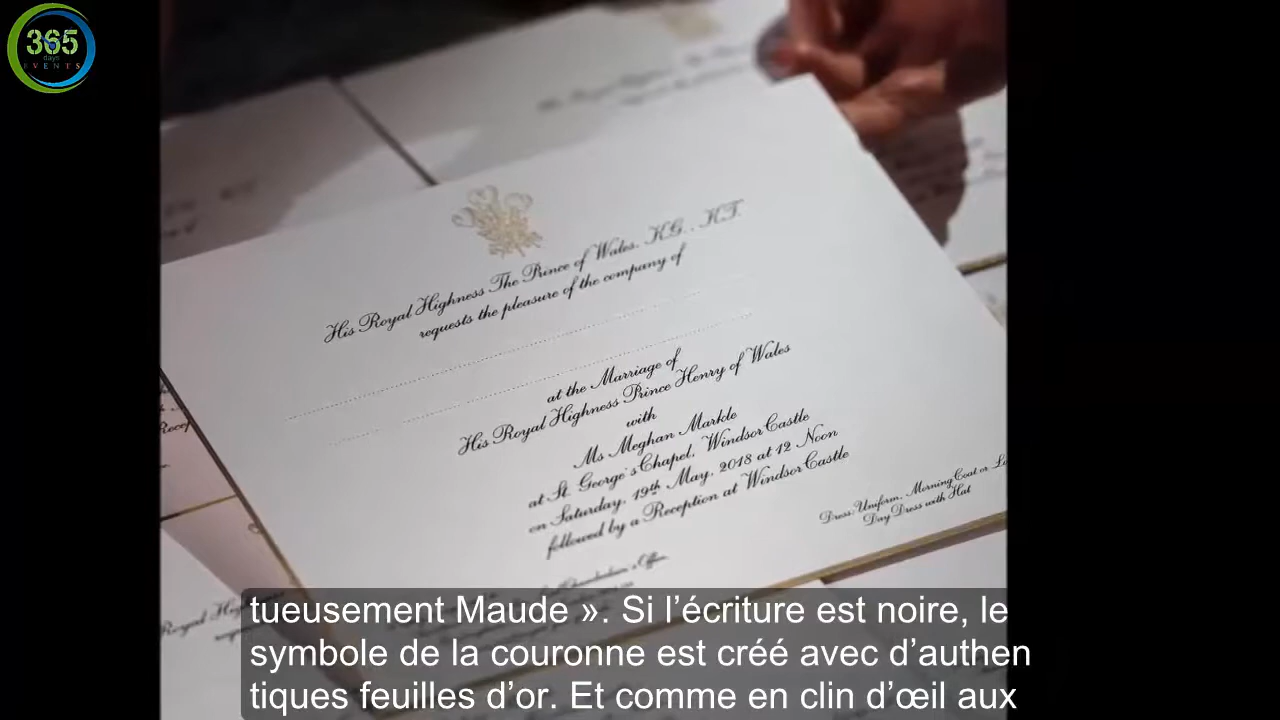 365
days
EVENTS
His Royal Highness The Prince of Wales, K.G., K.T.
requests the pleasure of the company of
at the Marriage of
His Royal Highness Prince Henry of Wales
with
Ms Meghan Markle
at St. George's Chapel, Windsor Castle
on Saturday, 19th May, 2018 at 12 Noon
followed by a Reception at Windsor Castle
Dress: Uniform, Morning Coat or
Day Dress with Hat
tueusement Maude ». Si l’écriture est noire, le
symbole de la couronne est créé avec d’authen
tiques feuilles d’or. Et comme en clin d’œil aux